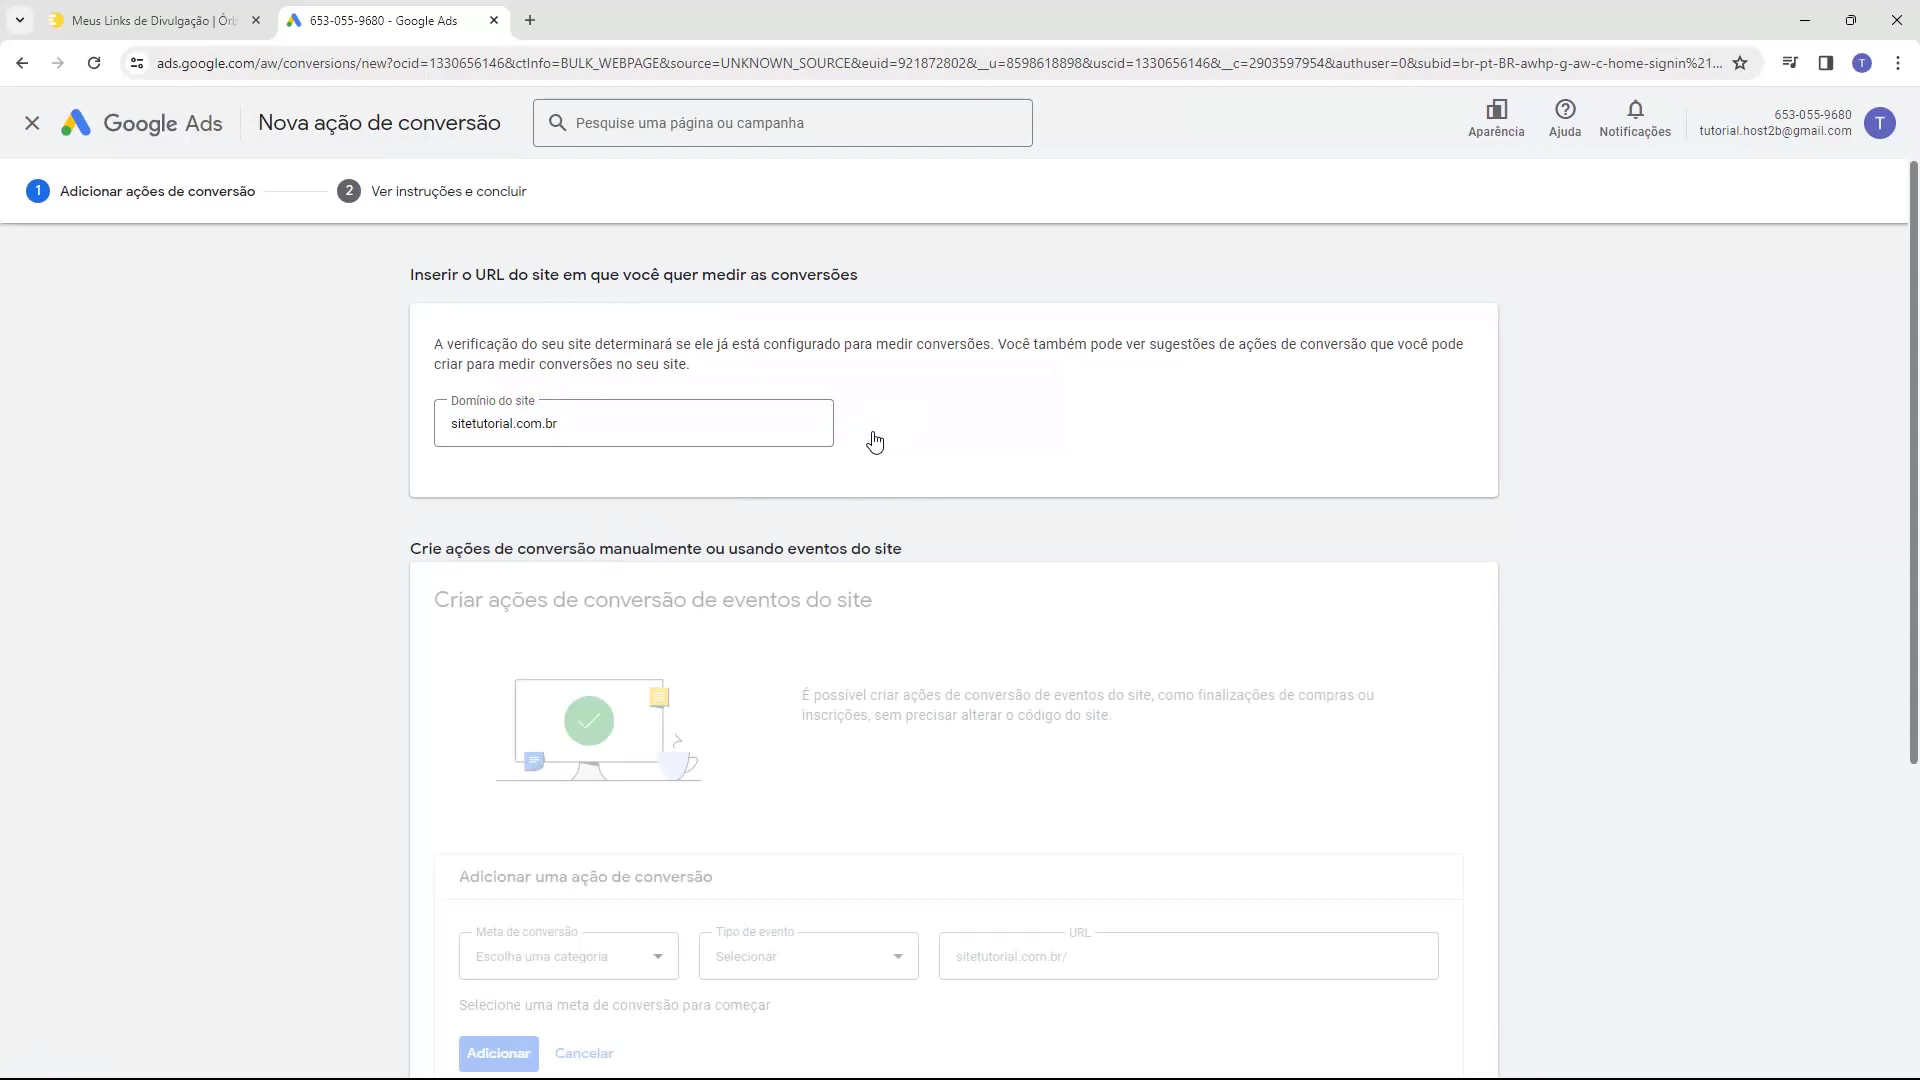 Meus Links de Divulgação | Órb
653-055-9680 - Google Ads
ads.google.com/aw/conversions/new?ocid=1330656146&ctInfo=BULK_WEBPAGE&source=UNKNOWN_SOURCE&euid=921872802&__u=8598618898&uscid=1330656146&__c=2903597954&authuser=0&subid=br-pt-BR-awhp-g-aw-c-home-signin%21...
T
Google Ads
Nova ação de conversão
Pesquise uma página ou campanha
Aparência
Ajuda
Notificações
653-055-9680
tutorial.host2b@gmail.com
T
1 Adicionar ações de conversão
2 Ver instruções e concluir
Inserir o URL do site em que você quer medir as conversões
A verificação do seu site determinará se ele já está configurado para medir conversões. Você também pode ver sugestões de ações de conversão que você pode
criar para medir conversões no seu site.
Domínio do site
sitetutorial.com.br
Crie ações de conversão manualmente ou usando eventos do site
Criar ações de conversão de eventos do site
É possível criar ações de conversão de eventos do site, como finalizações de compras ou
inscrições, sem precisar alterar o código do site.
Adicionar uma ação de conversão
Meta de conversão
Escolha uma categoria
Tipo de evento
Selecionar
URL
sitetutorial.com.br/
Selecione uma meta de conversão para começar
Adicionar
Cancelar